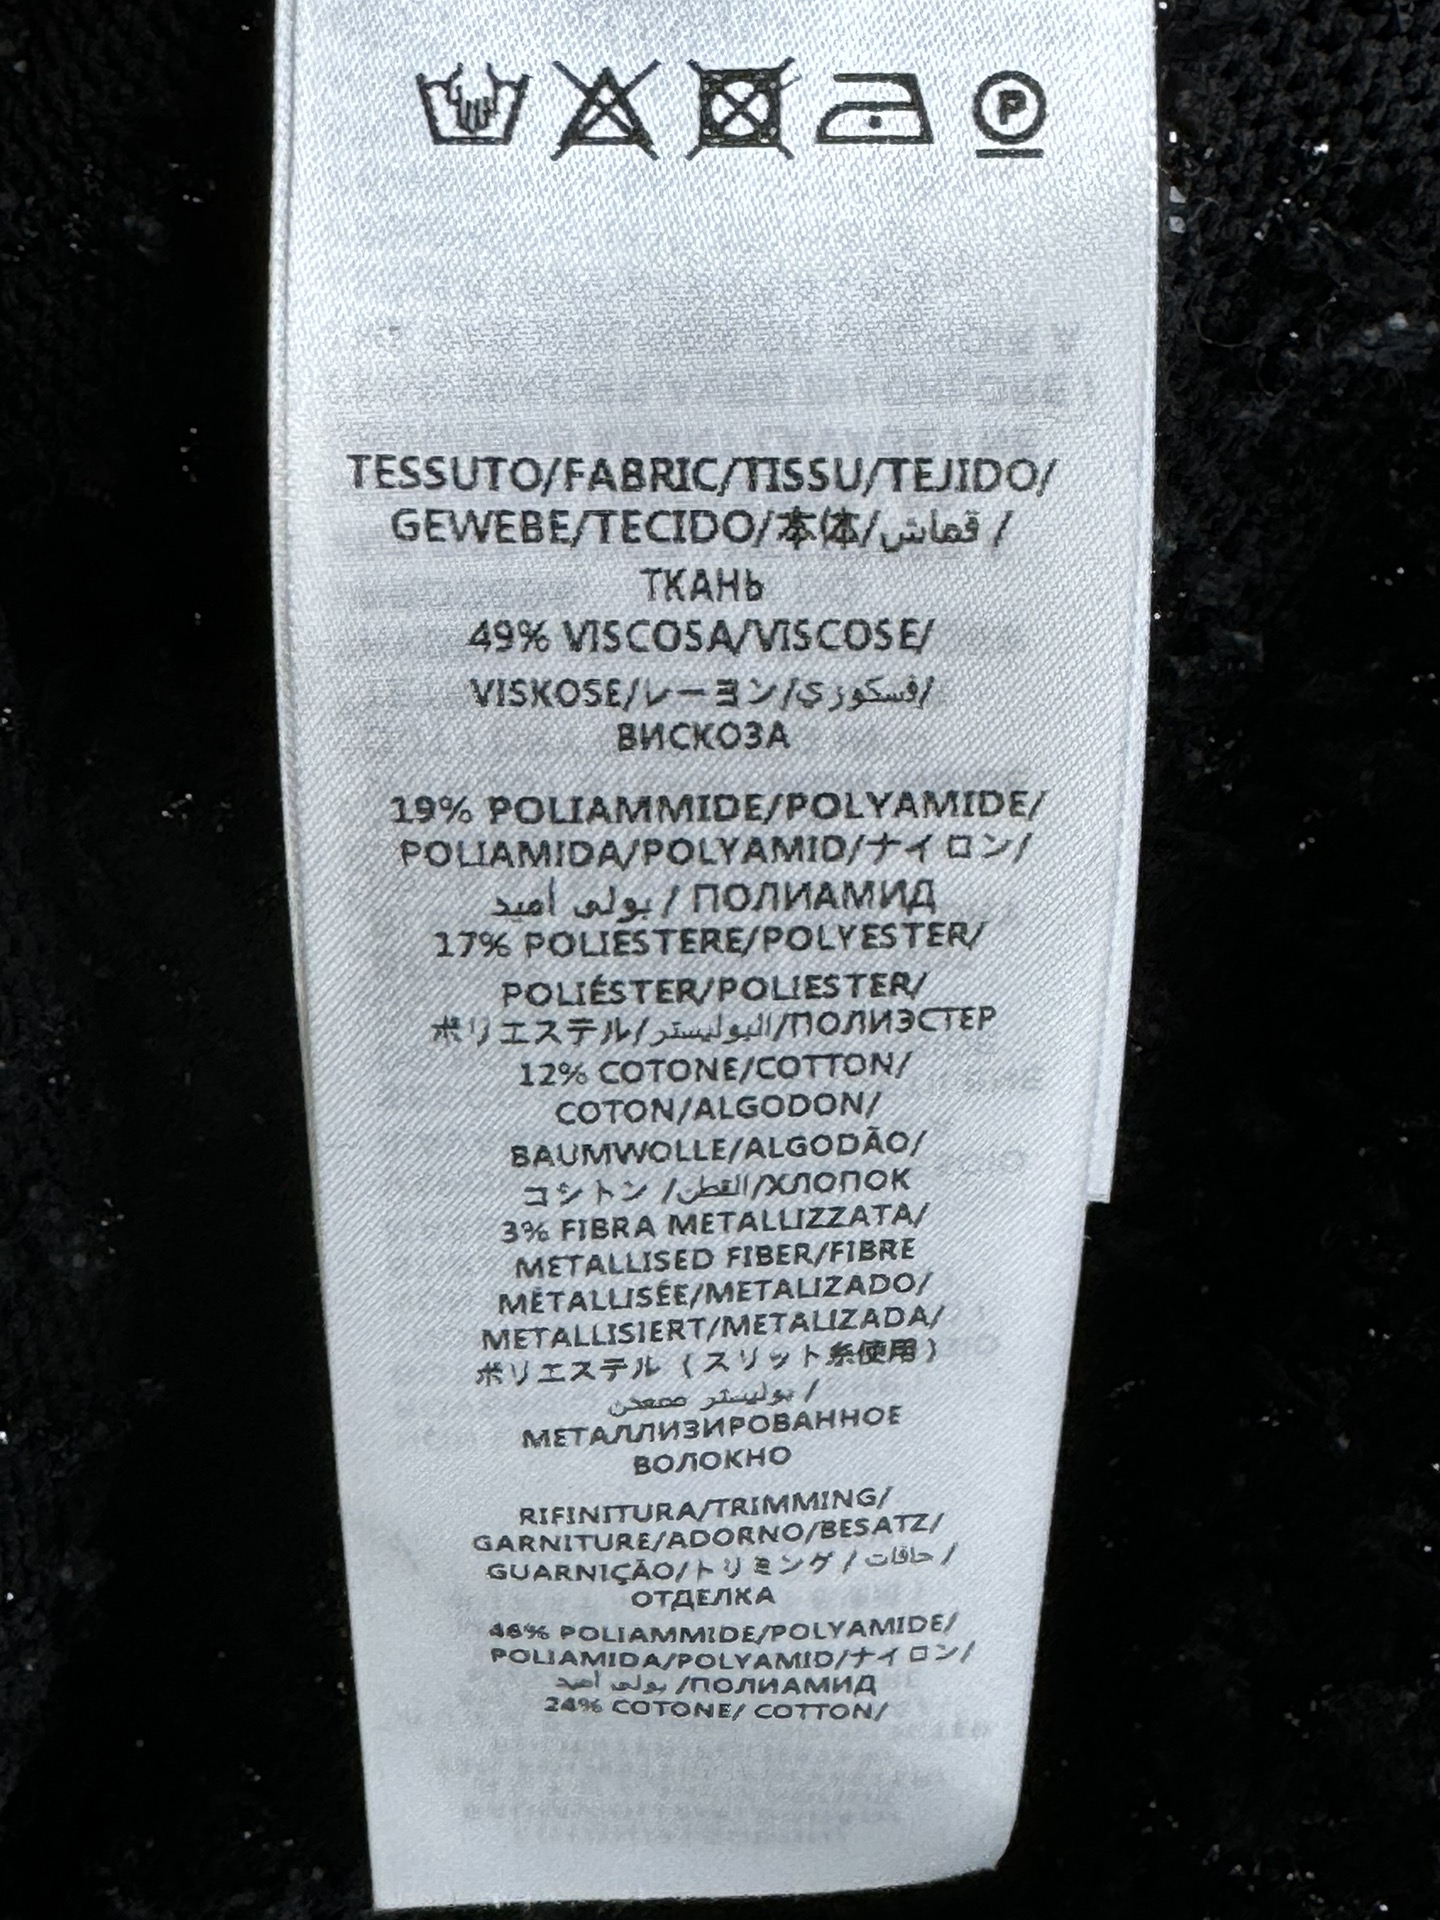 P
TESSUTO/FABRIC/TISSU/TEJIDO/
GEWEBE/TECIDO/本体/قماش /
ТКАНЬ
49% VISCOSA/VISCOSE/
VISKOSE/レーヨン/فسكوزي/
ВИСКОЗА
19% POLIAMMIDE/POLYAMIDE/
POLIAMIDA/POLYAMID/ナイロン/
بولى أميد / ПОЛИАМИД
17% POLIESTERE/POLYESTER/
POLIÉSTER/POLIESTER/
ポリエステル/البوليستر/ПОЛИЭСТЕР
12% COTONE/COTTON/
COTON/ALGODON/
BAUMWOLLE/ALGODÃO/
コットン /القطن/ХЛОПОК
3% FIBRA METALLIZZATA/
METALLISED FIBER/FIBRE
MÉTALLISÉE/METALIZADO/
METALLISIERT/METALIZADA/
ポリエステル (スリット糸使用)
بوليستر ممعدن /
МЕТАЛЛИЗИРОВАННОЕ
ВОЛОКНО
RIFINITURA/TRIMMING/
GARNITURE/ADORNO/BESATZ/
GUARNIÇÃO/トリミング / حافات /
ОТДЕЛКА
46% POLIAMMIDE/POLYAMIDE/
POLIAMIDA/POLYAMID/ナイロン/
بولى أميد /ПОЛИАМИД
24% COTONE/ COTTON/